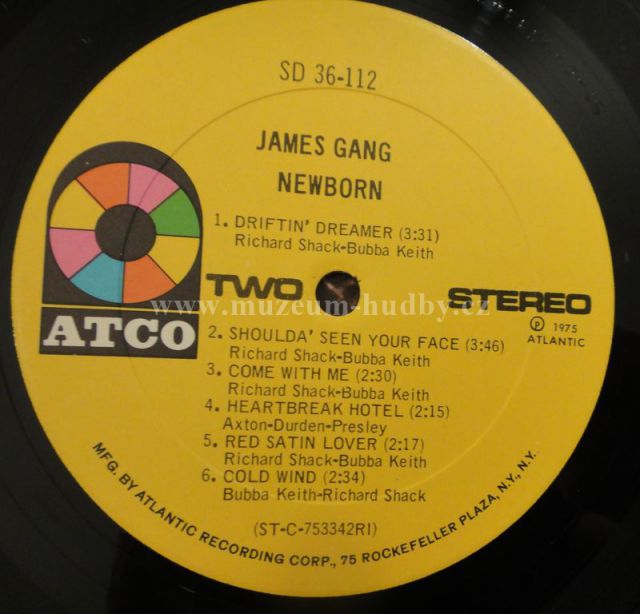 SD 36-112
JAMES GANG
NEWBORN
1. DRIFTIN' DREAMER (3:31)
Richard Shack-Bubba Keith
TWO
STEREO
www.muzeum-hudby.cz
ATCO
℗ 1975
ATLANTIC
2. SHOULDA' SEEN YOUR FACE (3:46)
Richard Shack-Bubba Keith
3. COME WITH ME (2:30)
Richard Shack-Bubba Keith
4. HEARTBREAK HOTEL (2:15)
Axton-Durden-Presley
5. RED SATIN LOVER (2:17)
Richard Shack-Bubba Keith
6. COLD WIND (2:34)
Bubba Keith-Richard Shack
(ST-C-753342RI)
MFG. BY ATLANTIC RECORDING CORP., 75 ROCKEFELLER PLAZA, N.Y., N.Y.